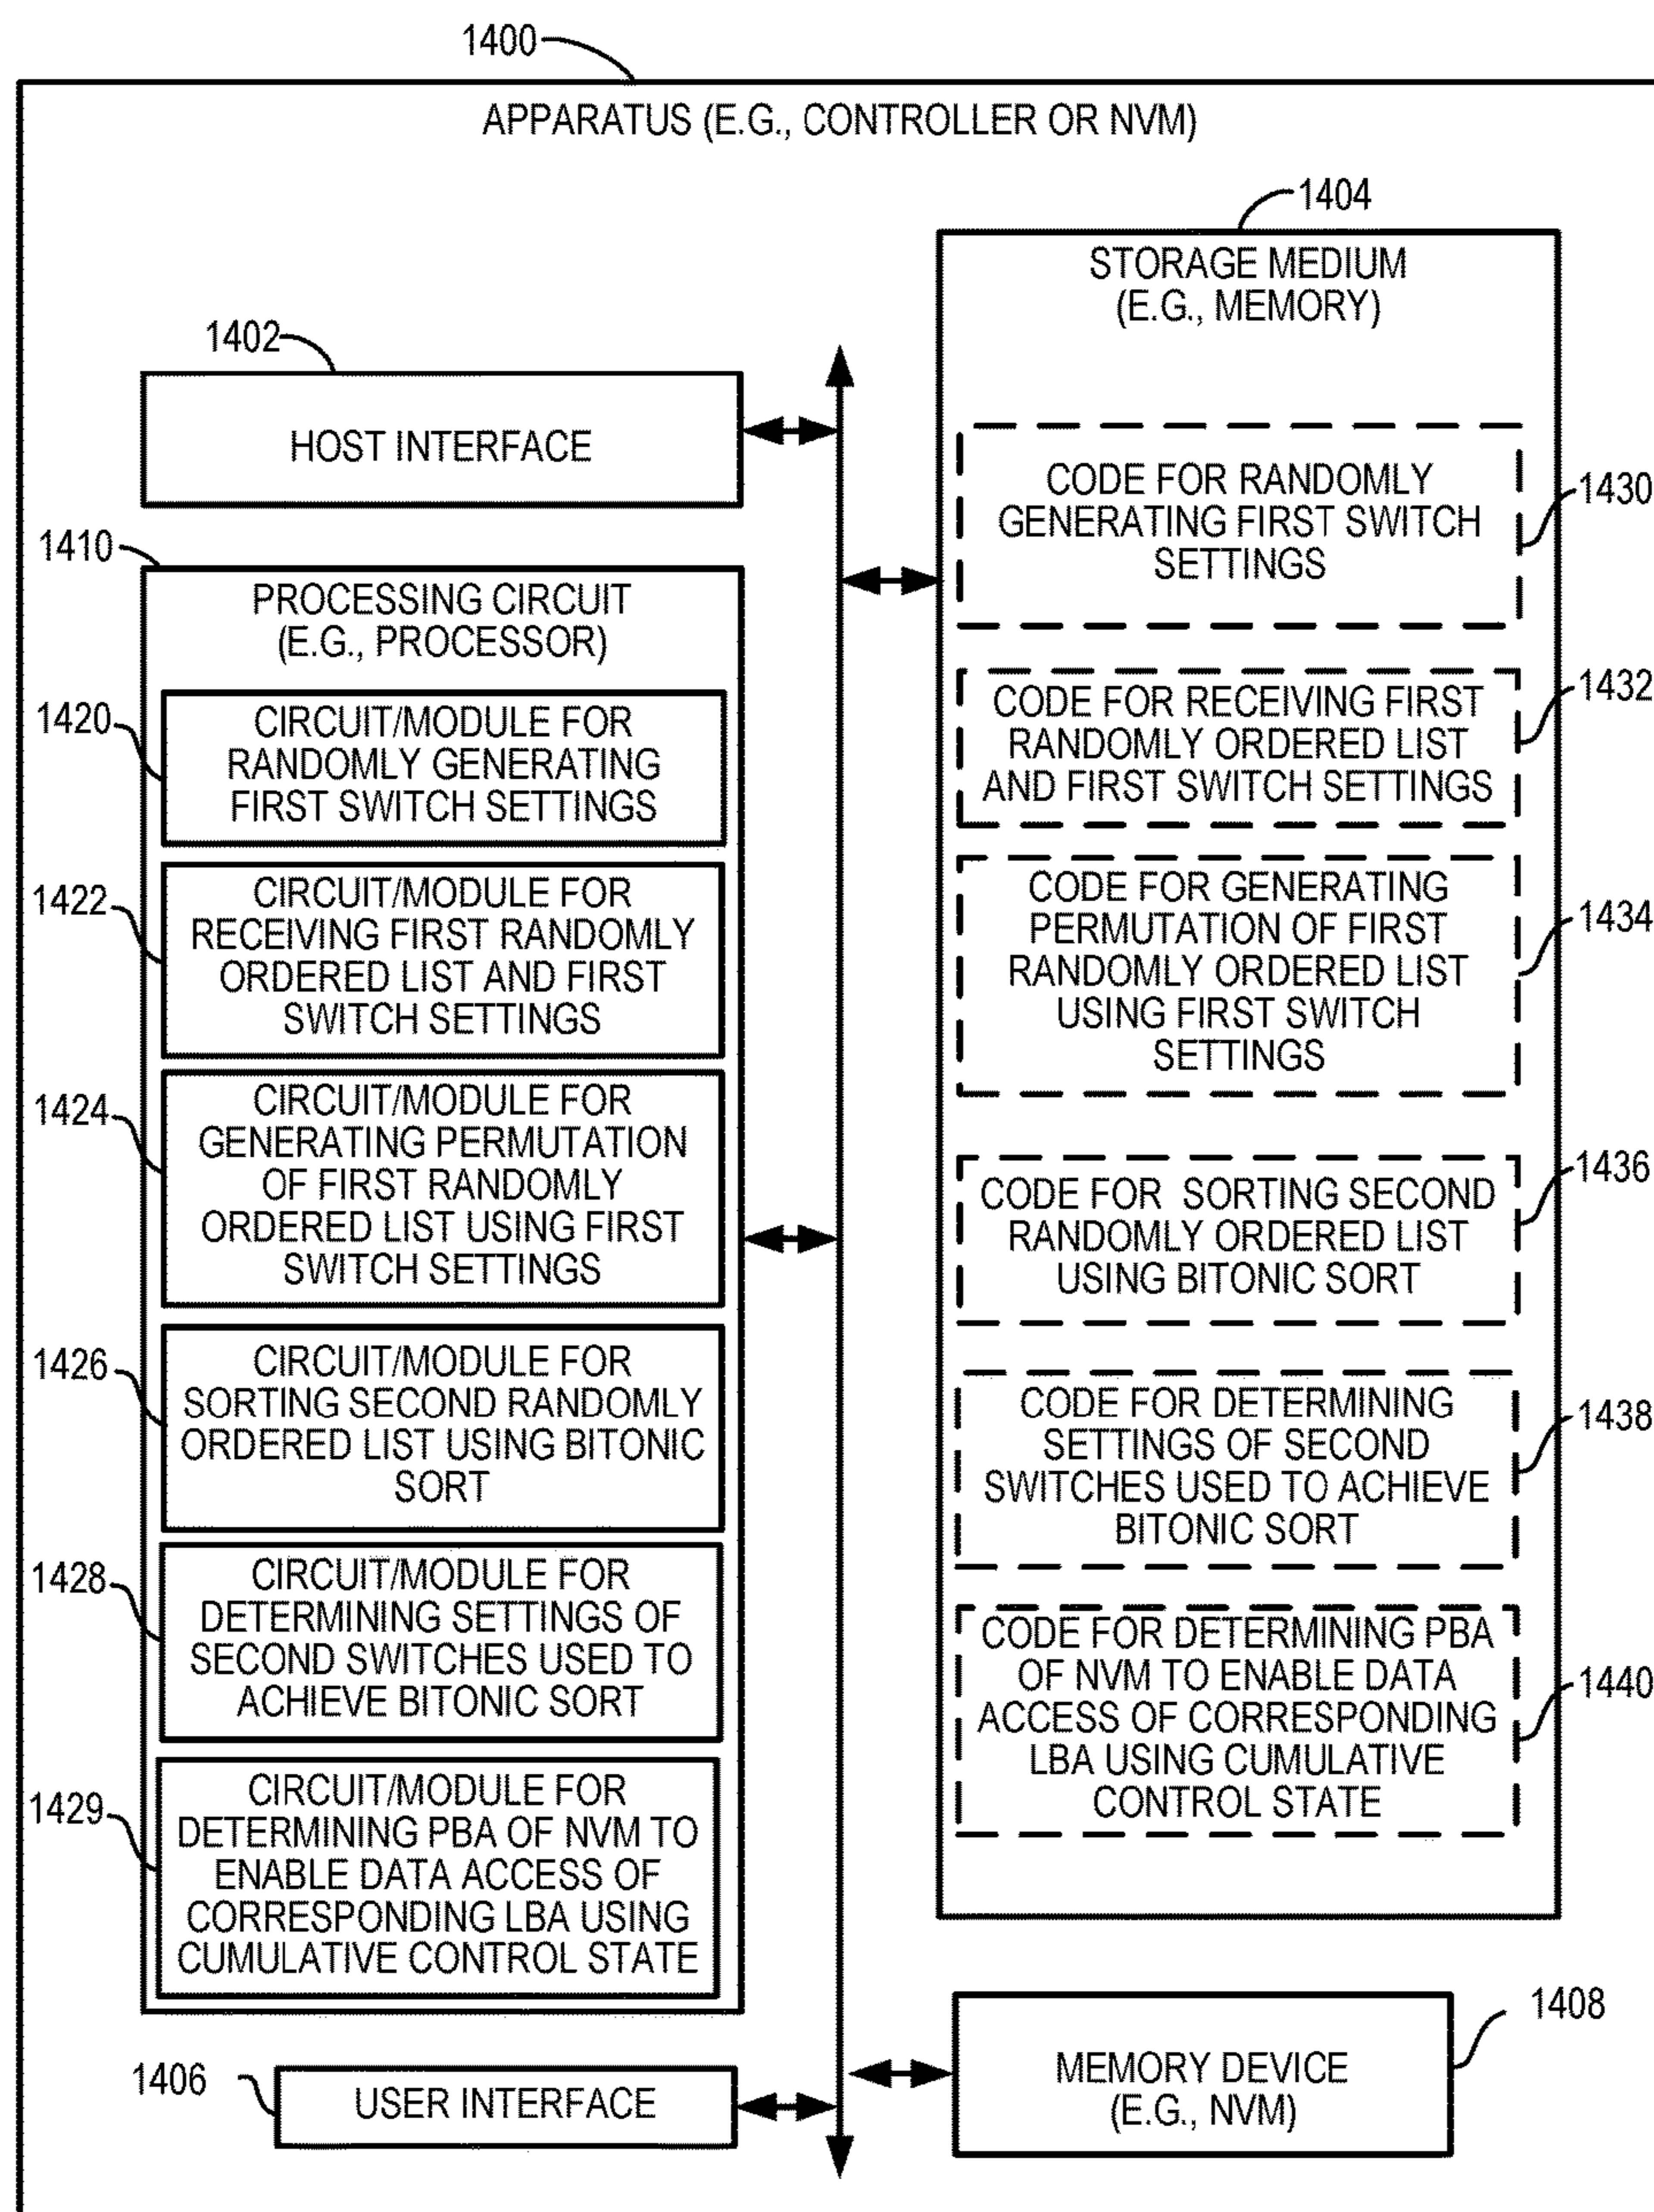 1400
APPARATUS (E.G., CONTROLLER OR NVM)
1402
HOST INTERFACE
1410
PROCESSING CIRCUIT
(E.G., PROCESSOR)
1420
CIRCUIT/MODULE FOR
RANDOMLY GENERATING
FIRST SWITCH SETTINGS
1422
CIRCUIT/MODULE FOR
RECEIVING FIRST RANDOMLY
ORDERED LIST AND FIRST
SWITCH SETTINGS
1424
CIRCUIT/MODULE FOR
GENERATING PERMUTATION
OF FIRST RANDOMLY
ORDERED LIST USING FIRST
SWITCH SETTINGS
1426
CIRCUIT/MODULE FOR
SORTING SECOND RANDOMLY
ORDERED LIST USING BITONIC
SORT
1428
CIRCUIT/MODULE FOR
DETERMINING SETTINGS OF
SECOND SWITCHES USED TO
ACHIEVE BITONIC SORT
1429
CIRCUIT/MODULE FOR
DETERMINING PBA OF NVM TO
ENABLE DATA ACCESS OF
CORRESPONDING LBA USING
CUMULATIVE CONTROL STATE
1406
USER INTERFACE
1404
STORAGE MEDIUM
(E.G., MEMORY)
CODE FOR RANDOMLY
GENERATING FIRST SWITCH
SETTINGS
1430
CODE FOR RECEIVING FIRST
RANDOMLY ORDERED LIST
AND FIRST SWITCH SETTINGS
1432
CODE FOR GENERATING
PERMUTATION OF FIRST
RANDOMLY ORDERED LIST
USING FIRST SWITCH
SETTINGS
1434
CODE FOR SORTING SECOND
RANDOMLY ORDERED LIST
USING BITONIC SORT
1436
CODE FOR DETERMINING
SETTINGS OF SECOND
SWITCHES USED TO ACHIEVE
BITONIC SORT
1438
CODE FOR DETERMINING PBA
OF NVM TO ENABLE DATA
ACCESS OF CORRESPONDING
LBA USING CUMULATIVE
CONTROL STATE
1440
1408
MEMORY DEVICE
(E.G., NVM)